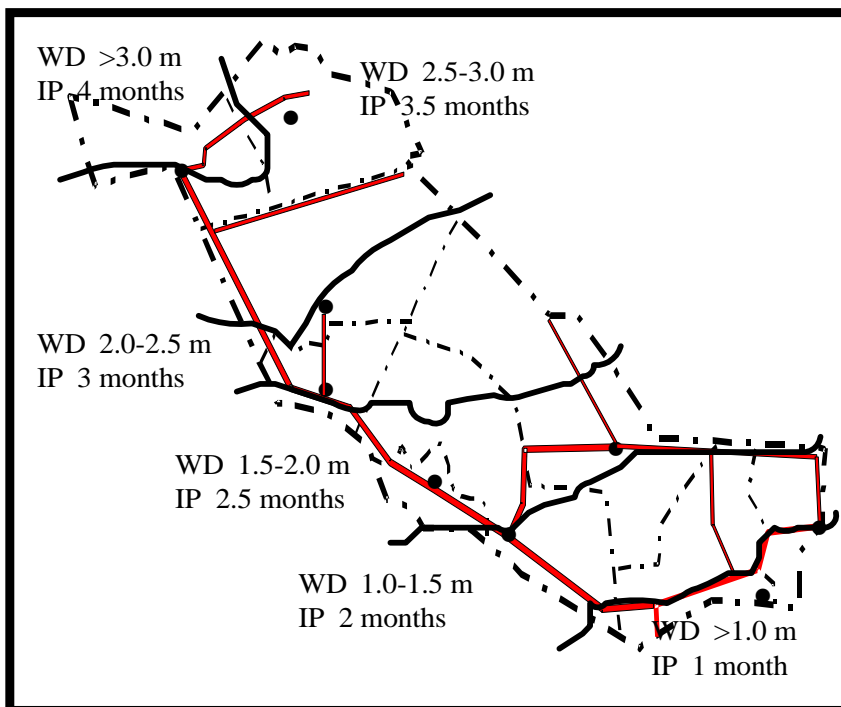 WD >3.0 m
IP 4 months
WD 2.5-3.0 m
IP 3.5 months
WD 2.0-2.5 m
IP 3 months
WD 1.5-2.0 m
IP 2.5 months
WD 1.0-1.5 m
IP 2 months
WD >1.0 m
IP 1 month